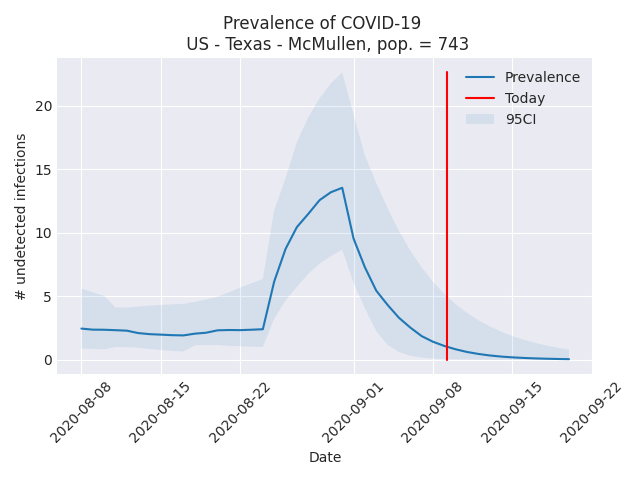 Prevalence of COVID-19
US - Texas - McMullen, pop. = 743
Prevalence
Today
95CI
# undetected infections
20
15
10
5
0
2020-08-08
2020-08-15
2020-08-22
2020-09-01
2020-09-08
2020-09-15
2020-09-22
Date